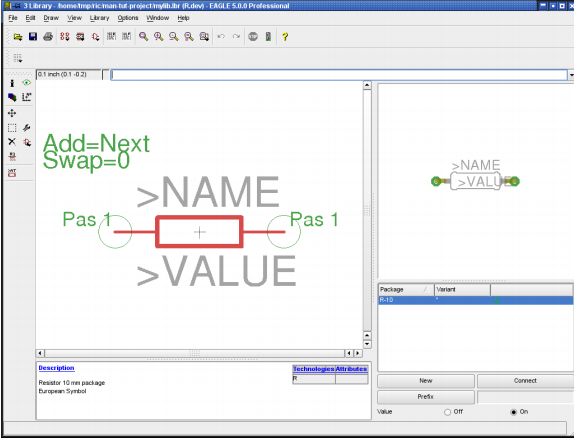 3 Library - /home/tmp/ric/man-tut-project/mylib.lbr (R.dev) - EAGLE 5.0.0 Professional
File Edit Draw View Library Options Window Help
0.1 inch (0.1 -0.2)
Add=Next
Swap=0
>NAME
Pas 1 Pas 1
>VALUE
>NAME
>VALUE
Package Variant
R-10 "
Description
Resistor 10 mm package
European Symbol
Technologies Attributes
R
New Connect
Prefix
Value Off On